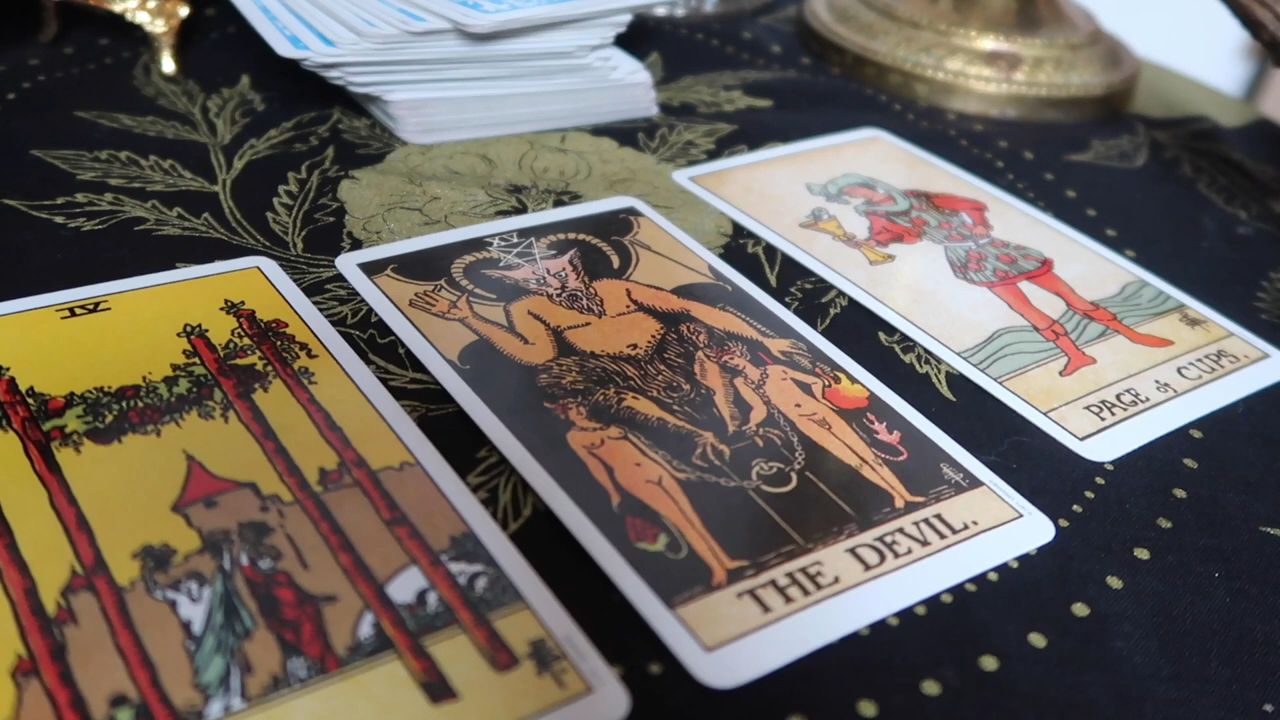 IV
THE DEVIL.
PAGE of CUPS.